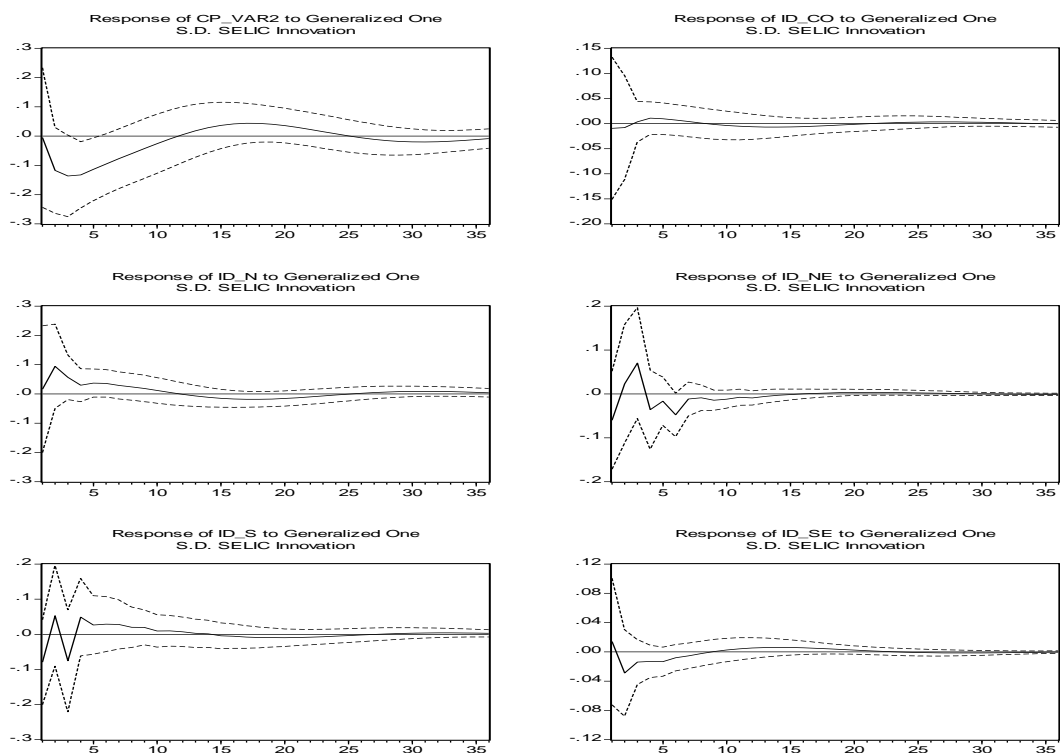 Response of CP_VAR2 to Generalized One
S.D. SELIC Innovation
.3
.2
.1
.0
-.1
-.2
-.3
5 10 15 20 25 30 35
Response of ID_CO to Generalized One
S.D. SELIC Innovation
.15
.10
.05
.00
-.05
-.10
-.15
-.20
5 10 15 20 25 30 35
Response of ID_N to Generalized One
S.D. SELIC Innovation
.3
.2
.1
.0
-.1
-.2
-.3
5 10 15 20 25 30 35
Response of ID_NE to Generalized One
S.D. SELIC Innovation
.2
.1
.0
-.1
-.2
5 10 15 20 25 30 35
Response of ID_S to Generalized One
S.D. SELIC Innovation
.2
.1
.0
-.1
-.2
-.3
5 10 15 20 25 30 35
Response of ID_SE to Generalized One
S.D. SELIC Innovation
.12
.08
.04
.00
-.04
-.08
-.12
5 10 15 20 25 30 35